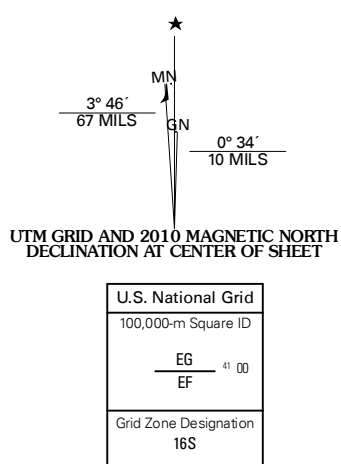 ★
MN
3° 46´
67 MILS
GN
0° 34´
10 MILS
UTM GRID AND 2010 MAGNETIC NORTH
DECLINATION AT CENTER OF SHEET
U.S. National Grid
100,000-m Square ID
EG
41 00
EF
Grid Zone Designation
16S